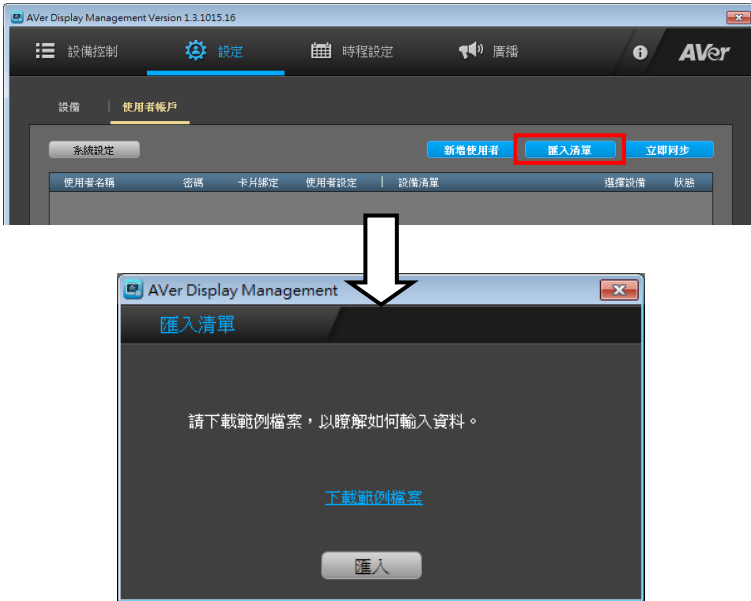 AVer Display Management Version 1.3.1015.16
設備控制 設定 時程設定 廣播 AVer
設備 | 使用者帳戶
系統設定 新增使用者 匯入清單 立即同步
使用者名稱 密碼 卡片綁定 使用者設定 設備清單 選擇設備 狀態
AVer Display Management
匯入清單
請下載範例檔案，以瞭解如何輸入資料。
下載範例檔案
匯入